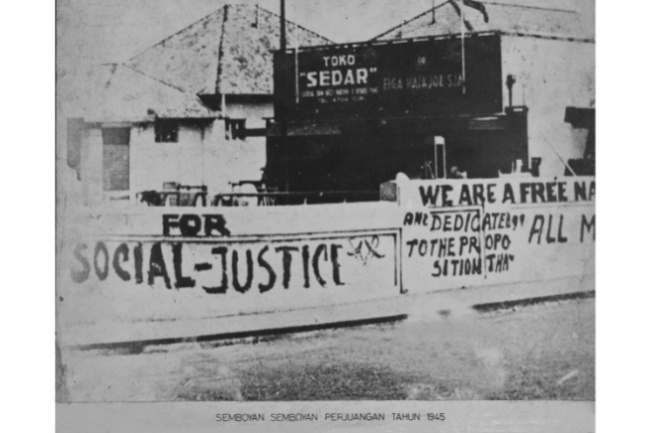 TOKO
"SEDAR"
FOR
SOCIAL-JUSTICE
WE ARE A FREE NA
AND DEDICATED
TO THE PROPO
SITION THA
ALL M
SEMBOYAN SEMBOYAN PERJUANGAN TAHUN 1945